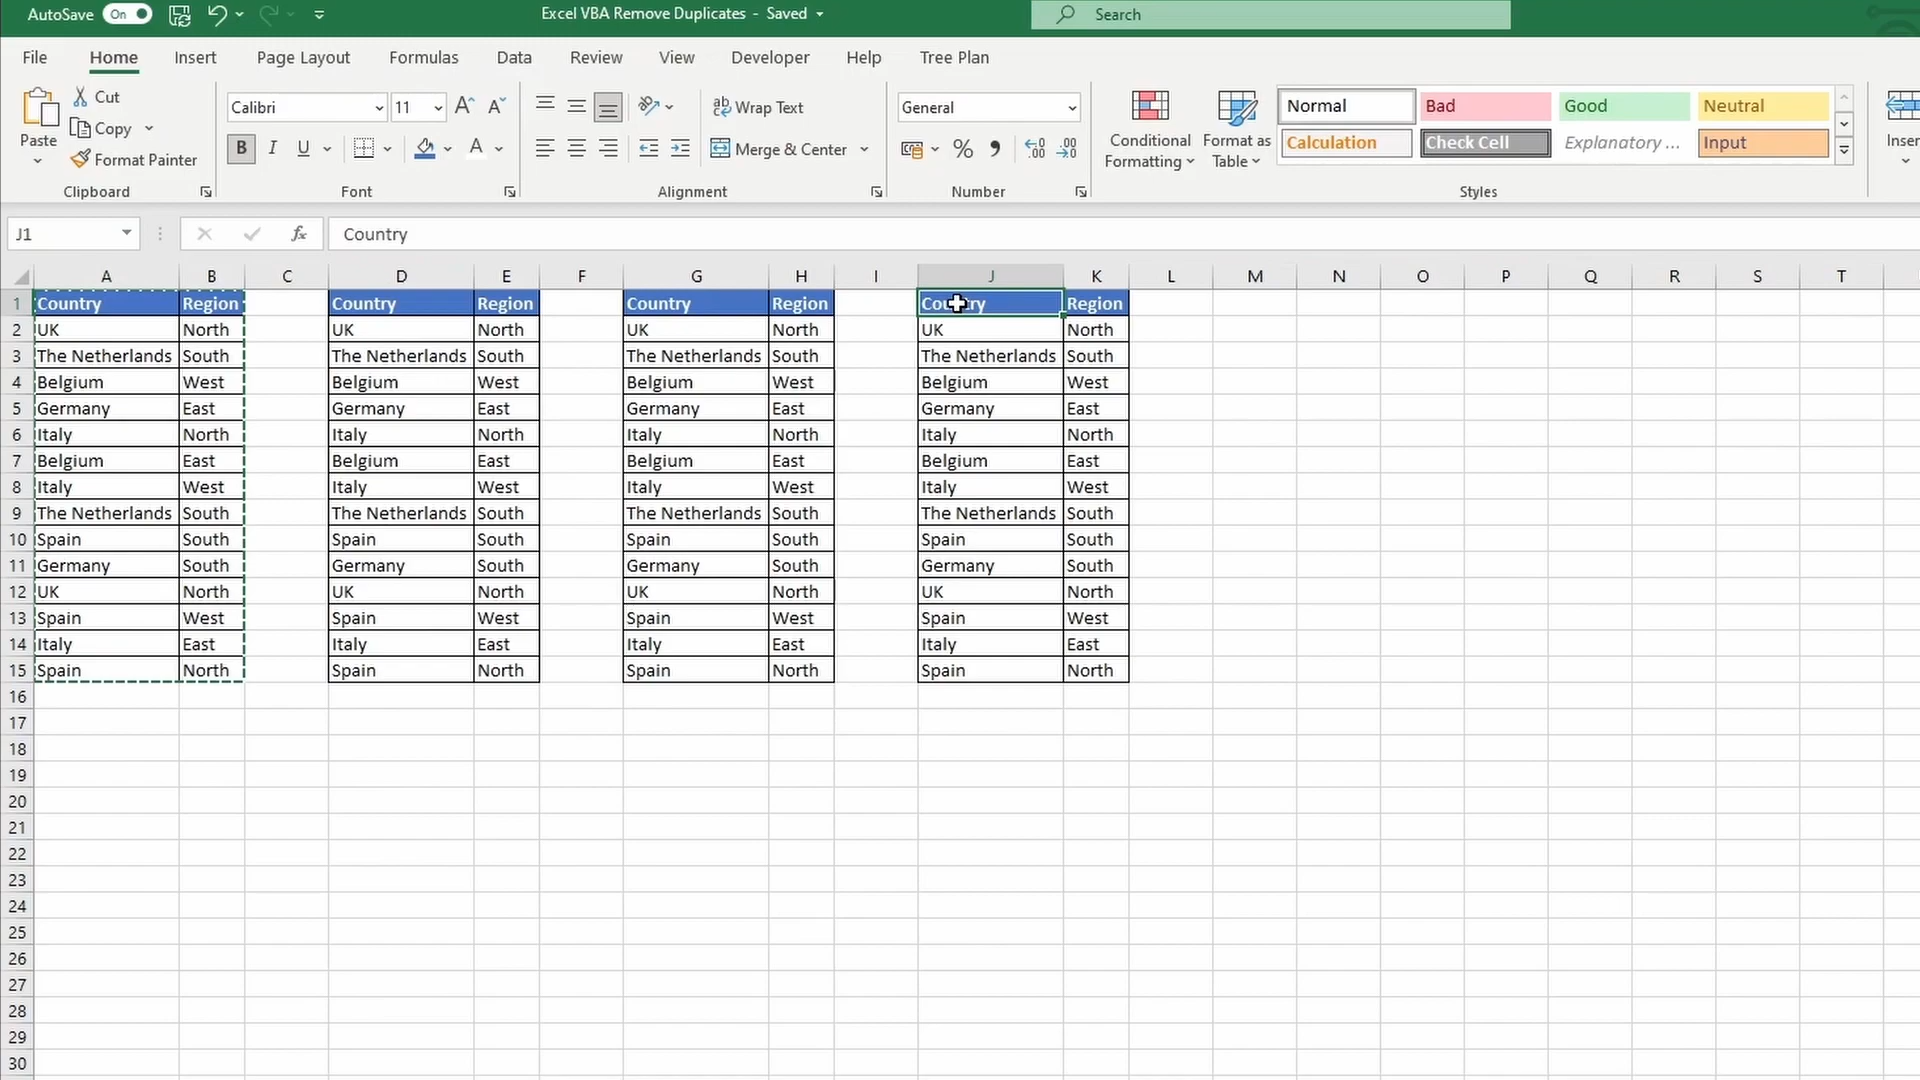 AutoSave On Excel VBA Remove Duplicates - Saved Search
File Home Insert Page Layout Formulas Data Review View Developer Help Tree Plan
Paste
Cut
Copy
Format Painter
Clipboard
Calibri 11
B I U
Font
Wrap Text
Merge & Center
Alignment
General
Number
Conditional Formatting
Format as Table
Normal Bad Good Neutral
Calculation Check Cell Explanatory ... Input
Styles
J1 fx Country
A B C D E F G H I J K L M N O P Q R S T
1 Country Region Country Region Country Region Country Region
2 UK North UK North UK North UK North
3 The Netherlands South The Netherlands South The Netherlands South The Netherlands South
4 Belgium West Belgium West Belgium West Belgium West
5 Germany East Germany East Germany East Germany East
6 Italy North Italy North Italy North Italy North
7 Belgium East Belgium East Belgium East Belgium East
8 Italy West Italy West Italy West Italy West
9 The Netherlands South The Netherlands South The Netherlands South The Netherlands South
10 Spain South Spain South Spain South Spain South
11 Germany South Germany South Germany South Germany South
12 UK North UK North UK North UK North
13 Spain West Spain West Spain West Spain West
14 Italy East Italy East Italy East Italy East
15 Spain North Spain North Spain North Spain North
16
17
18
19
20
21
22
23
24
25
26
27
28
29
30